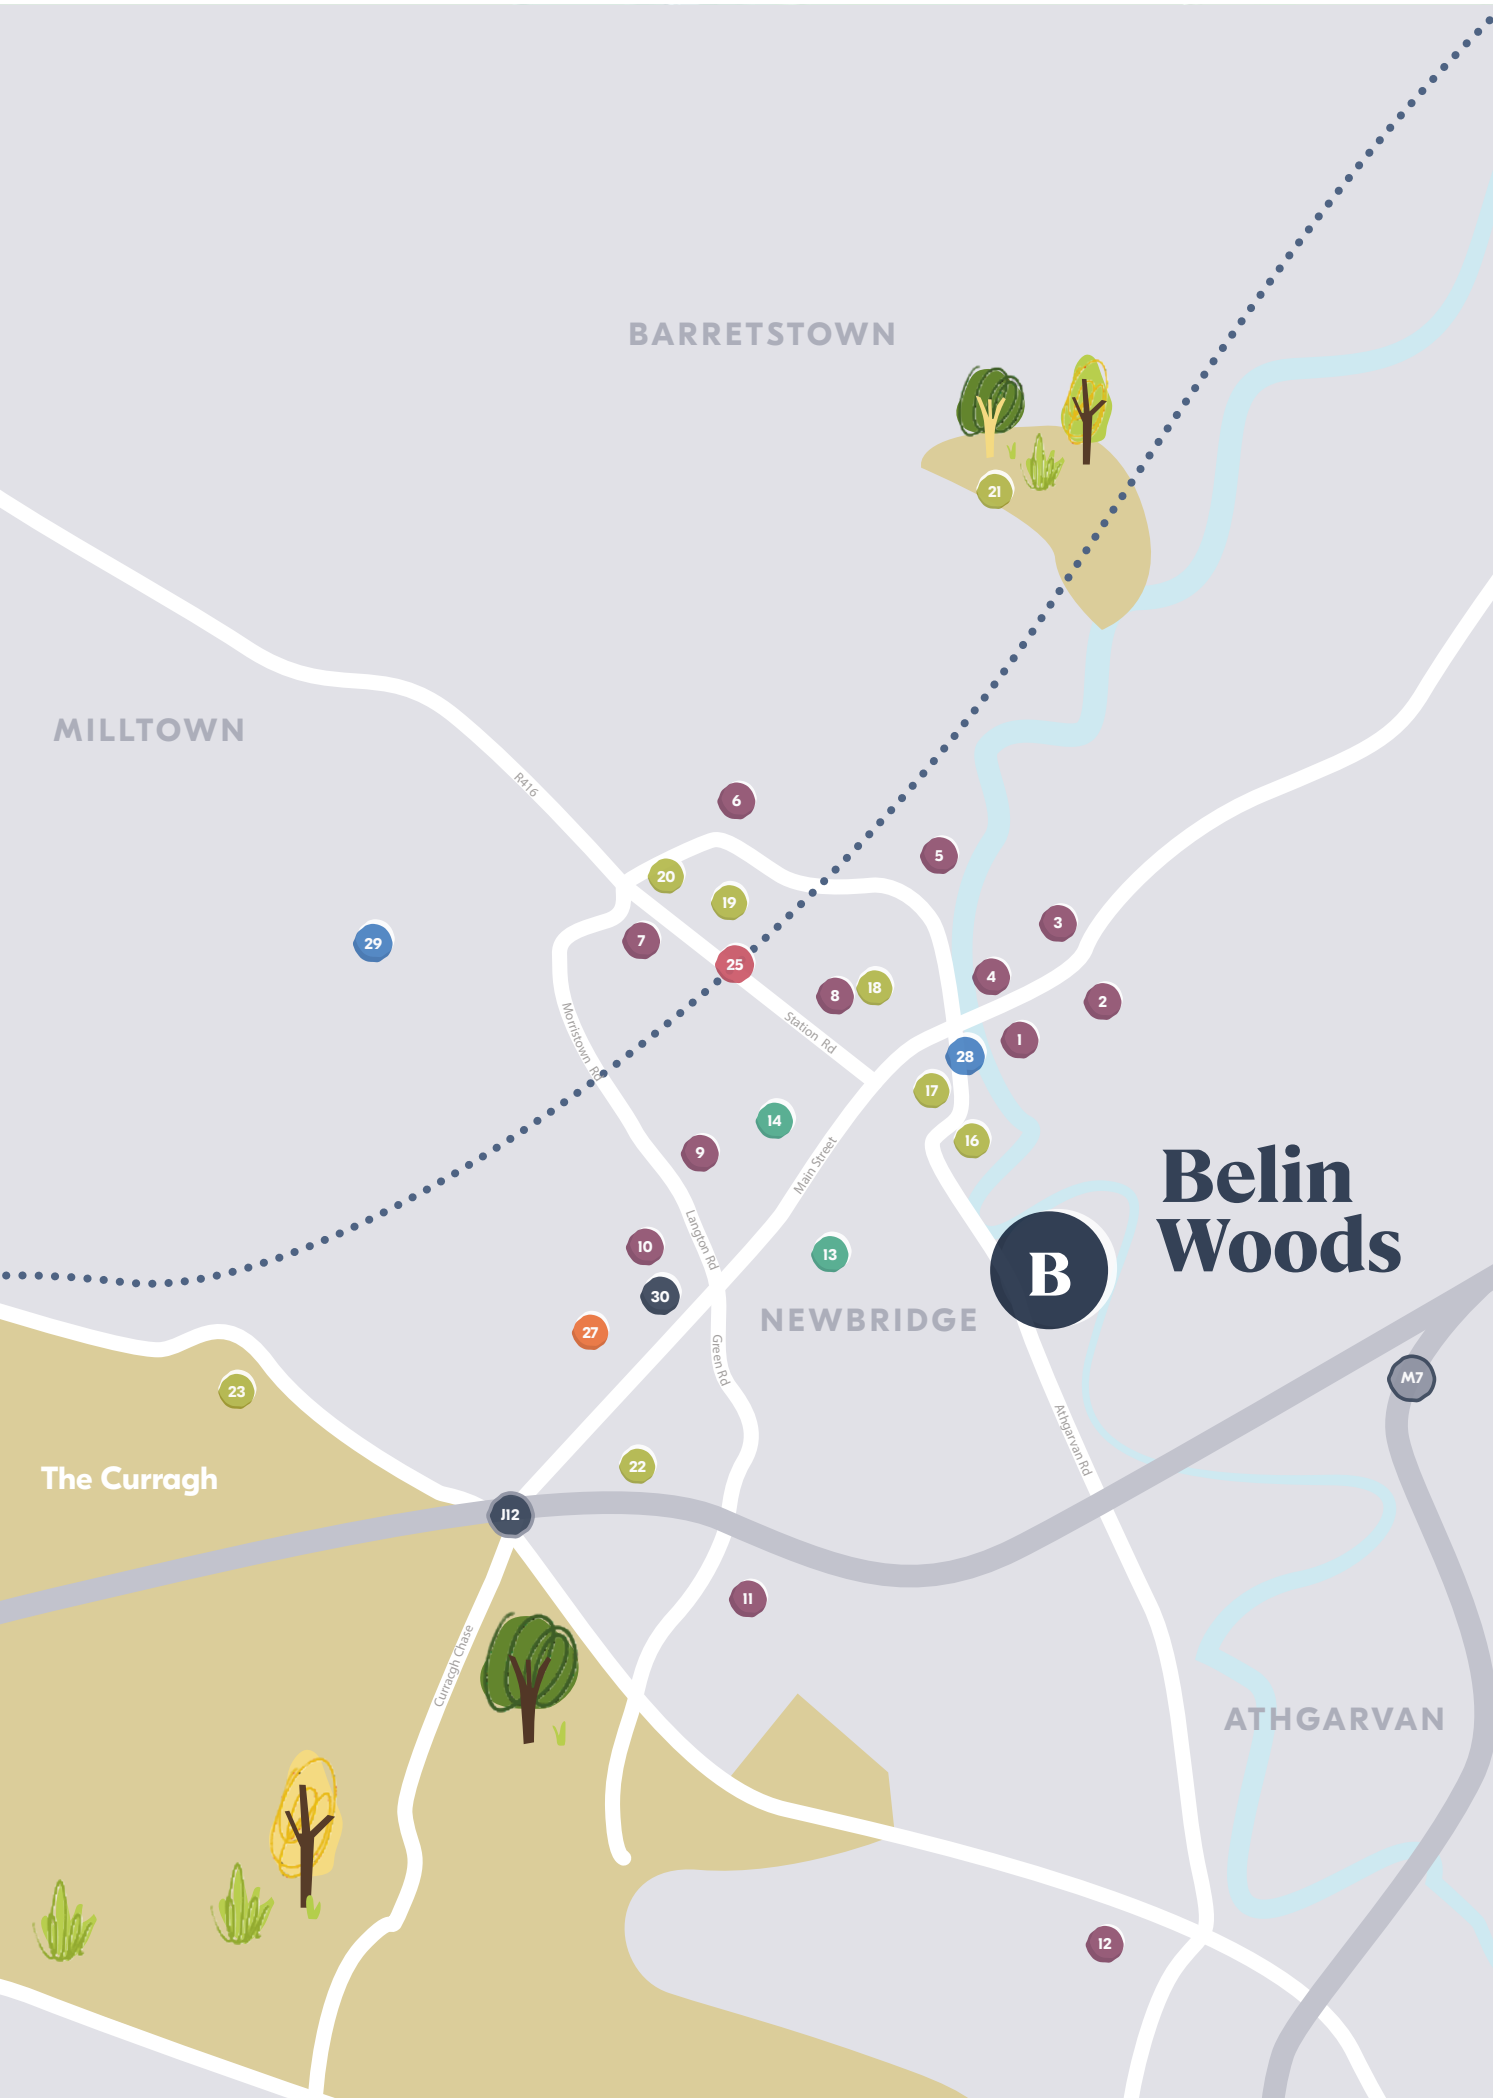 BARRETSTOWN
21
MILLTOWN
R416
6
5
20
19
3
7
29
25
4
8
18
2
Morristown Rd
Station Rd
1
28
17
14
16
9
Main Street
Belin
Woods
Langton Rd
10
13
B
30
NEWBRIDGE
27
Green Rd
M7
23
Athgarvan Rd
22
The Curragh
J12
11
Curracgh Chase
ATHGARVAN
12